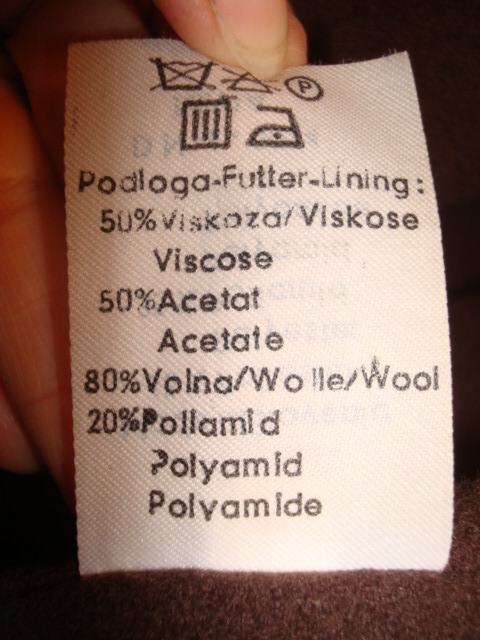 P
Podloga-Futter-Lining:
50%Viskoza/Viskose
Viscose
50%Acetat
Acetate
80%Volna/Wolle/Wool
20%Poliamid
Polyamid
Polyamide